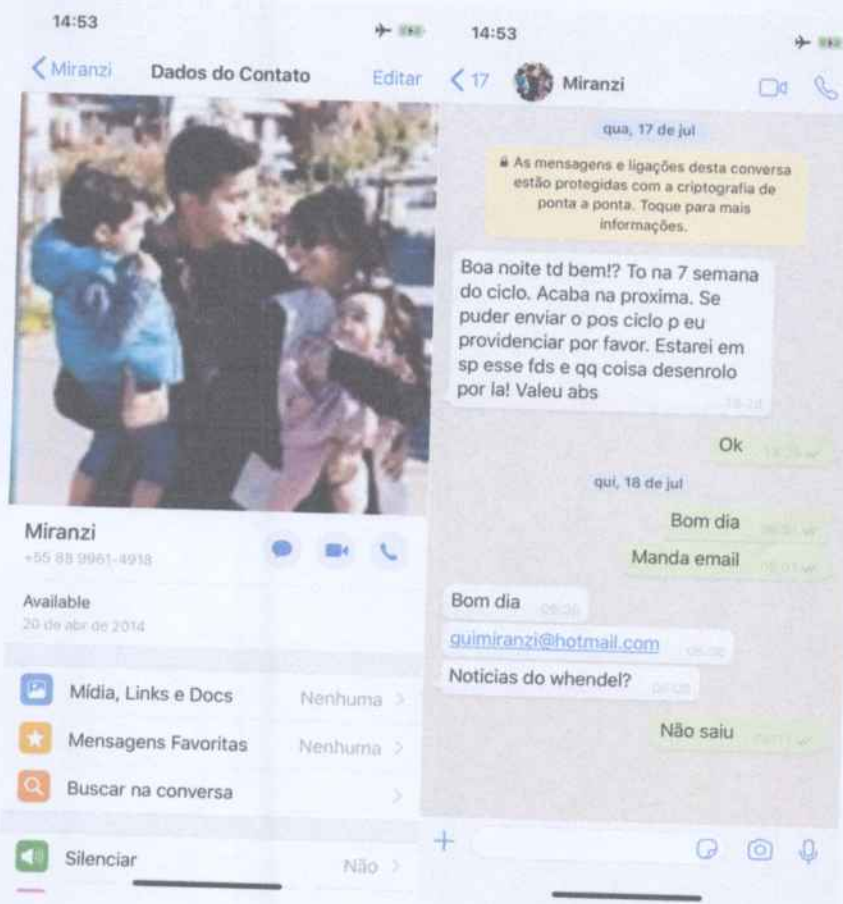 14:53
Miranzi
Dados do Contato
Editar
Miranzi
+55 88 9961-4918
Available
20 de abr de 2014
Mídia, Links e Docs
Nenhuma
Mensagens Favoritas
Nenhuma
Buscar na conversa
Silenciar
Não
14:53
17
Miranzi
qua, 17 de jul
As mensagens e ligações desta conversa
estão protegidas com a criptografia de
ponta a ponta. Toque para mais
informações.
Boa noite td bem!? To na 7 semana
do ciclo. Acaba na proxima. Se
puder enviar o pos ciclo p eu
providenciar por favor. Estarei em
sp esse fds e qq coisa desenrolo
por la! Valeu abs
Ok
qui, 18 de jul
Bom dia
Manda email
Bom dia
guimiranzi@hotmail.com
Noticias do whendel?
Não saiu